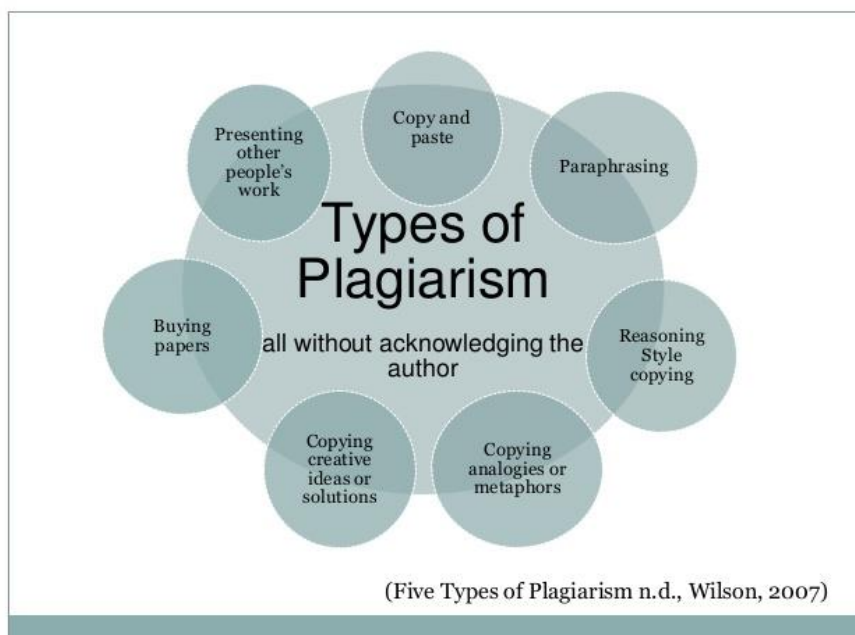 Types of
Plagiarism
all without acknowledging the
author
Copy and
paste
Paraphrasing
Reasoning
Style
copying
Copying
analogies or
metaphors
Copying
creative
ideas or
solutions
Buying
papers
Presenting
other
people's
work
(Five Types of Plagiarism n.d., Wilson, 2007)